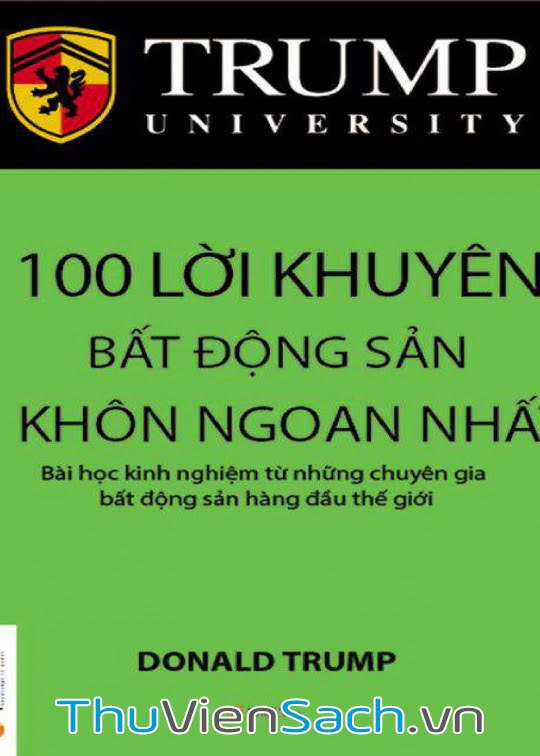 TRUMP
UNIVERSITY
100 LỜI KHUYÊN
BẤT ĐỘNG SẢN
KHÔN NGOAN NHẤ
Bài học kinh nghiệm từ những chuyên gia
bất động sản hàng đầu thế giới
DONALD TRUMP
ThuVienSach.vn